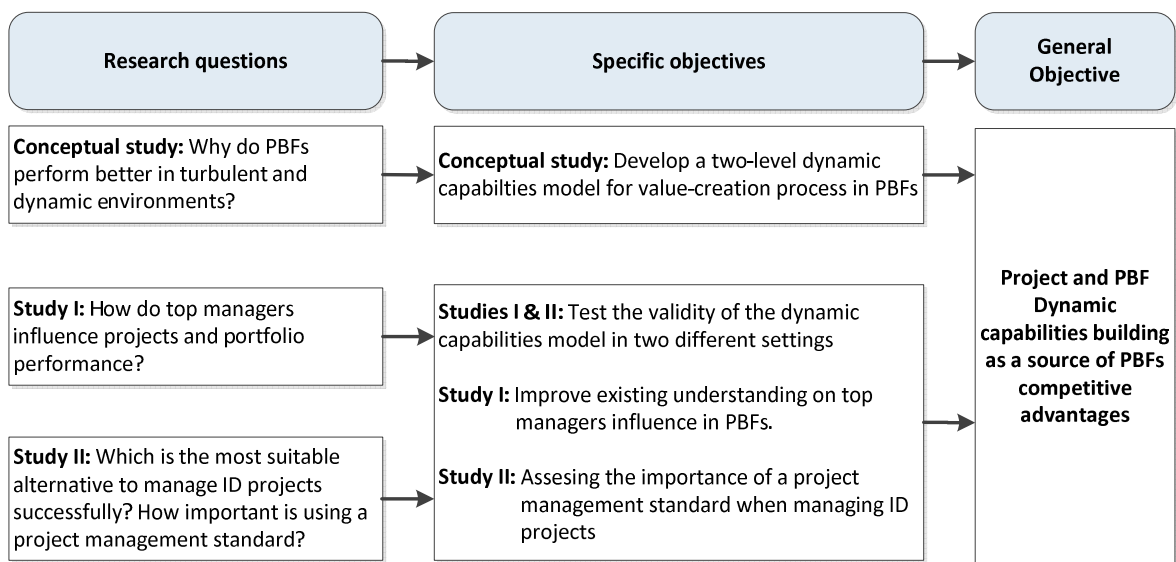 Research questions
Specific objectives
General
Objective
Conceptual study: Why do PBFs
perform better in turbulent and
dynamic environments?
Conceptual study: Develop a two-level dynamic
capabilties model for value-creation process in PBFs
Study I: How do top managers
influence projects and portfolio
performance?
Study II: Which is the most suitable
alternative to manage ID projects
successfully? How important is using a
project management standard?
Studies I & II: Test the validity of the dynamic
capabilities model in two different settings
Study I: Improve existing understanding on top
managers influence in PBFs.
Study II: Assesing the importance of a project
management standard when managing ID
projects
Project and PBF
Dynamic
capabilities building
as a source of PBFs
competitive
advantages